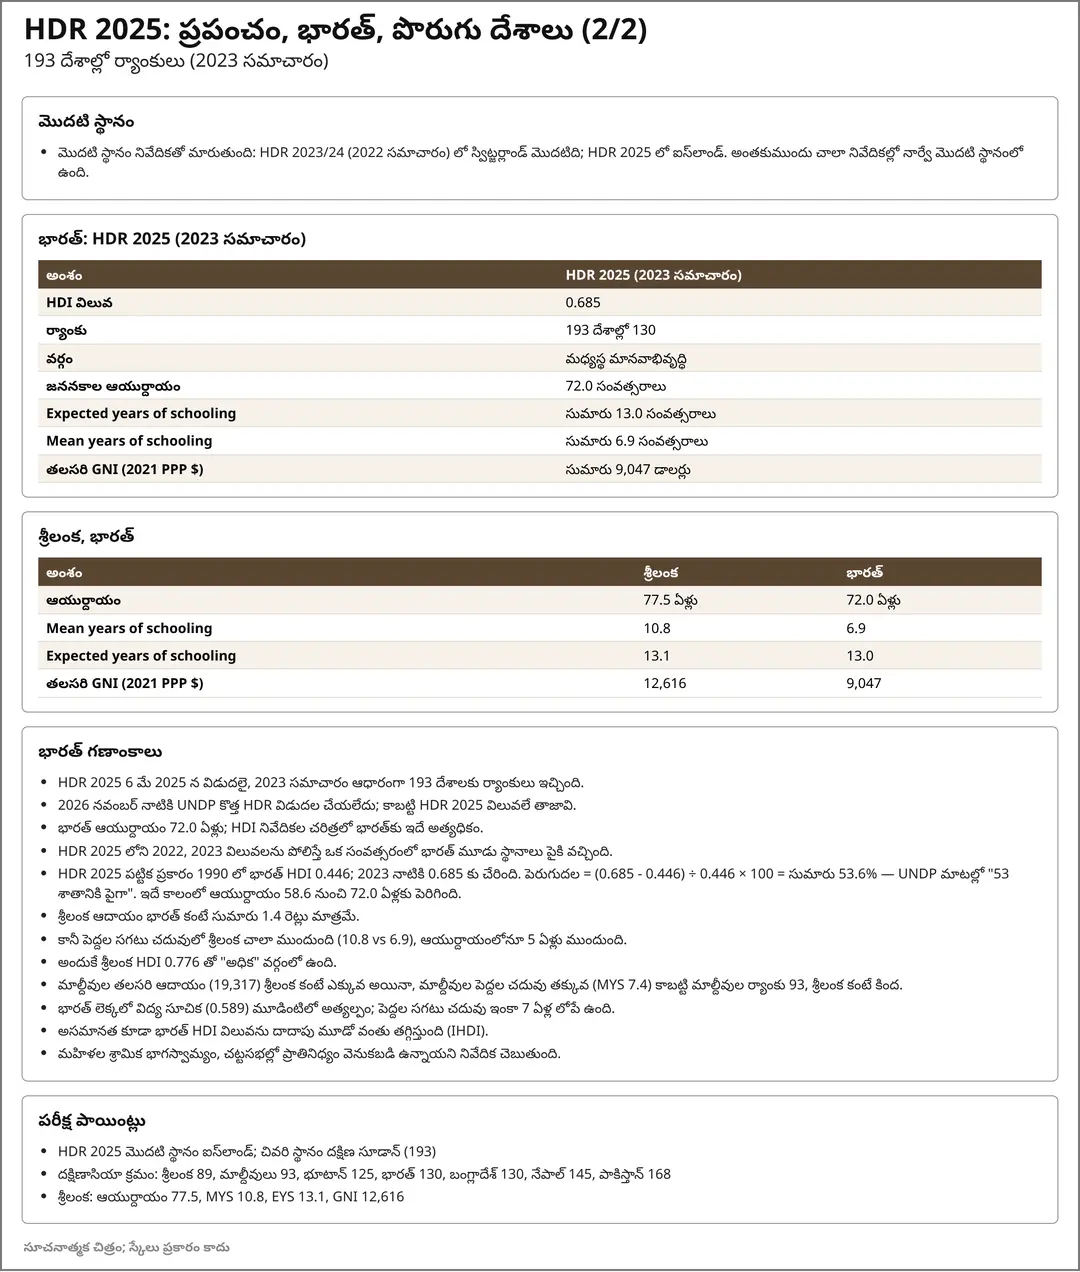 HDR 2025: ప్రపంచం, భారత్, పొరుగు దేశాలు (2/2)
193 దేశాల్లో ర్యాంకులు (2023 సమాచారం)
మొదటి స్థానం
• మొదటి స్థానం నివేదికతో మారుతుంది: HDR 2023/24 (2022 సమాచారం) లో స్విట్జర్లాండ్ మొదటిది; HDR 2025 లో ఐస్‌లాండ్. అంతకుముందు చాలా నివేదికల్లో నార్వే మొదటి స్థానంలో
ఉంది.
భారత్: HDR 2025 (2023 సమాచారం)
అంశం HDR 2025 (2023 సమాచారం)
HDI విలువ 0.685
ర్యాంకు 193 దేశాల్లో 130
వర్గం మధ్యస్థ మానవాభివృద్ధి
జననకాల ఆయుర్దాయం 72.0 సంవత్సరాలు
Expected years of schooling సుమారు 13.0 సంవత్సరాలు
Mean years of schooling సుమారు 6.9 సంవత్సరాలు
తలసరి GNI (2021 PPP $) సుమారు 9,047 డాలర్లు
శ్రీలంక, భారత్
అంశం శ్రీలంక భారత్
ఆయుర్దాయం 77.5 ఏళ్లు 72.0 ఏళ్లు
Mean years of schooling 10.8 6.9
Expected years of schooling 13.1 13.0
తలసరి GNI (2021 PPP $) 12,616 9,047
భారత్ గణాంకాలు
• HDR 2025 6 మే 2025 న విడుదలై, 2023 సమాచారం ఆధారంగా 193 దేశాలకు ర్యాంకులు ఇచ్చింది.
• 2026 నవంబర్ నాటికి UNDP కొత్త HDR విడుదల చేయలేదు; కాబట్టి HDR 2025 విలువలే తాజావి.
• భారత్ ఆయుర్దాయం 72.0 ఏళ్లు; HDI నివేదికల చరిత్రలో భారత్‌కు ఇదే అత్యధికం.
• HDR 2025 లోని 2022, 2023 విలువలను పోలిస్తే ఒక సంవత్సరంలో భారత్ మూడు స్థానాలు పైకి వచ్చింది.
• HDR 2025 పట్టిక ప్రకారం 1990 లో భారత్ HDI 0.446; 2023 నాటికి 0.685 కు చేరింది. పెరుగుదల = (0.685 - 0.446) ÷ 0.446 × 100 = సుమారు 53.6% — UNDP మాటల్లో "53
శాతానికి పైగా". ఇదే కాలంలో ఆయుర్దాయం 58.6 నుంచి 72.0 ఏళ్లకు పెరిగింది.
• శ్రీలంక ఆదాయం భారత్ కంటే సుమారు 1.4 రెట్లు మాత్రమే.
• కానీ పెద్దల సగటు చదువులో శ్రీలంక చాలా ముందుంది (10.8 vs 6.9), ఆయుర్దాయంలోనూ 5 ఏళ్లు ముందుంది.
• అందుకే శ్రీలంక HDI 0.776 తో "అధిక" వర్గంలో ఉంది.
• మాల్దీవుల తలసరి ఆదాయం (19,317) శ్రీలంక కంటే ఎక్కువ అయినా, మాల్దీవుల పెద్దల చదువు తక్కువ (MYS 7.4) కాబట్టి మాల్దీవుల ర్యాంకు 93, శ్రీలంక కంటే కింద.
• భారత్ లెక్కలో విద్య సూచిక (0.589) మూడింటిలో అత్యల్పం; పెద్దల సగటు చదువు ఇంకా 7 ఏళ్ల లోపే ఉంది.
• అసమానత కూడా భారత్ HDI విలువను దాదాపు మూడో వంతు తగ్గిస్తుంది (IHDI).
• మహిళల శ్రామిక భాగస్వామ్యం, చట్టసభల్లో ప్రాతినిధ్యం వెనుకబడి ఉన్నాయని నివేదిక చెబుతుంది.
పరీక్ష పాయింట్లు
• HDR 2025 మొదటి స్థానం ఐస్‌లాండ్; చివరి స్థానం దక్షిణ సూడాన్ (193)
• దక్షిణాసియా క్రమం: శ్రీలంక 89, మాల్దీవులు 93, భూటాన్ 125, భారత్ 130, బంగ్లాదేశ్ 130, నేపాల్ 145, పాకిస్తాన్ 168
• శ్రీలంక: ఆయుర్దాయం 77.5, MYS 10.8, EYS 13.1, GNI 12,616
సూచనాత్మక చిత్రం; స్కేలు ప్రకారం కాదు